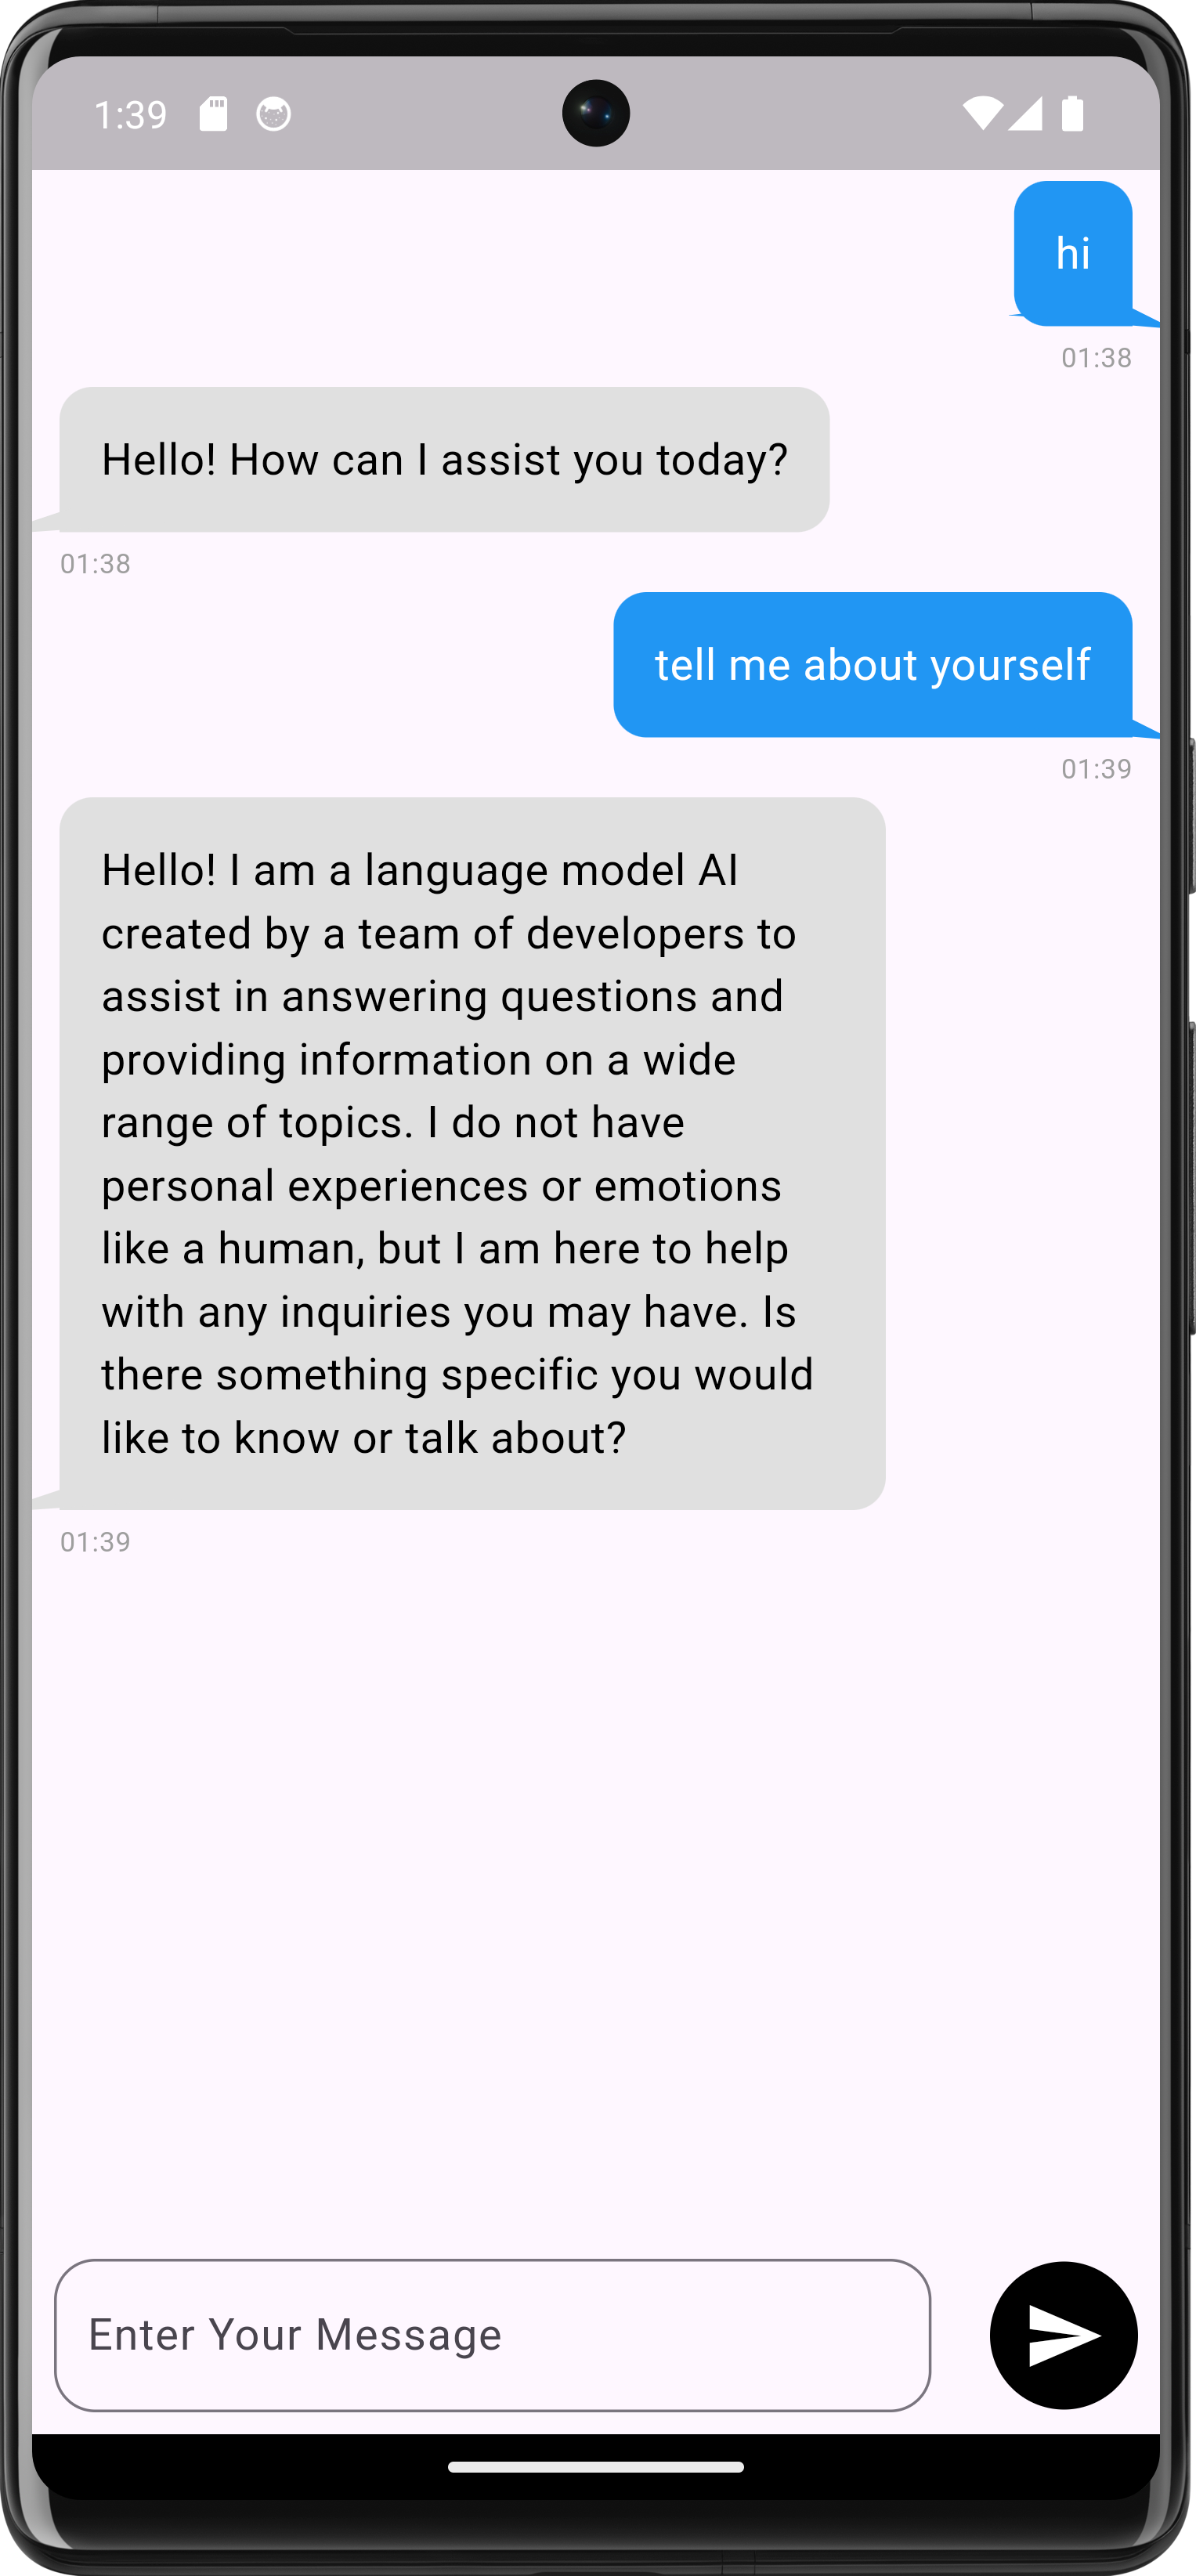 1:39
hi
01:38
Hello! How can I assist you today?
01:38
tell me about yourself
01:39
Hello! I am a language model AI
created by a team of developers to
assist in answering questions and
providing information on a wide
range of topics. I do not have
personal experiences or emotions
like a human, but I am here to help
with any inquiries you may have. Is
there something specific you would
like to know or talk about?
01:39
Enter Your Message